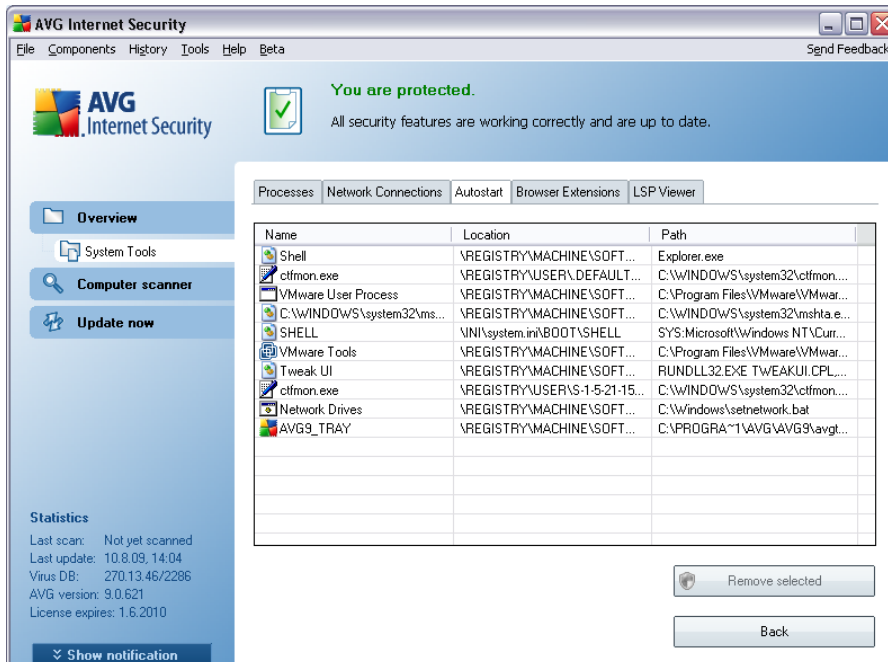 AVG Internet Security
File Components History Tools Help Beta Send Feedback
AVG
Internet Security
You are protected.
All security features are working correctly and are up to date.
Overview
System Tools
Computer scanner
Update now
Processes Network Connections Autostart Browser Extensions LSP Viewer
Name Location Path
Shell \REGISTRY\MACHINE\SOFT... Explorer.exe
ctfmon.exe \REGISTRY\USER\.DEFAULT... C:\WINDOWS\system32\ctfmon....
VMware User Process \REGISTRY\MACHINE\SOFT... C:\Program Files\VMware\VMwar...
C:\WINDOWS\system32\ms... \REGISTRY\MACHINE\SOFT... C:\WINDOWS\system32\mshta.e...
SHELL \INI\system.ini\BOOT\SHELL SYS:Microsoft\Windows NT\Curr...
VMware Tools \REGISTRY\MACHINE\SOFT... C:\Program Files\VMware\VMwar...
Tweak UI \REGISTRY\MACHINE\SOFT... RUNDLL32.EXE TWEAKUI.CPL,...
ctfmon.exe \REGISTRY\USER\S-1-5-21-15... C:\WINDOWS\system32\ctfmon....
Network Drives \REGISTRY\MACHINE\SOFT... C:\Windows\setnetwork.bat
AVG9_TRAY \REGISTRY\MACHINE\SOFT... C:\PROGRA~1\AVG\AVG9\avgt...
Statistics
Last scan: Not yet scanned
Last update: 10.8.09, 14:04
Virus DB: 270.13.46/2286
AVG version: 9.0.621
License expires: 1.6.2010
Show notification
Remove selected
Back